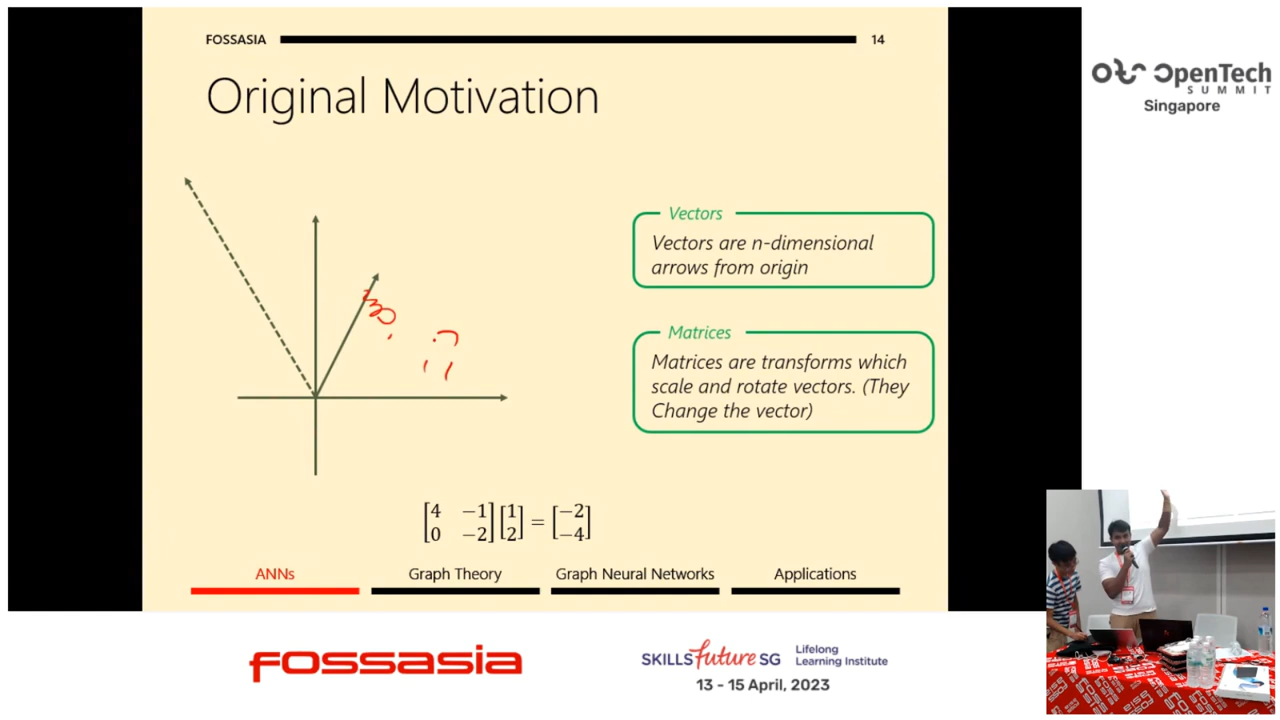 FOSSASIA
14
Original Motivation
Vectors
Vectors are n-dimensional
arrows from origin
Matrices
Matrices are transforms which
scale and rotate vectors. (They
Change the vector)
[4 −1] [1] = [−2]
[0 −2] [2] [−4]
ANNs
Graph Theory
Graph Neural Networks
Applications
OpenTech
SUMMIT
Singapore
FOSSASIA
SKILLS future SG
Lifelong
Learning Institute
13 - 15 April, 2023